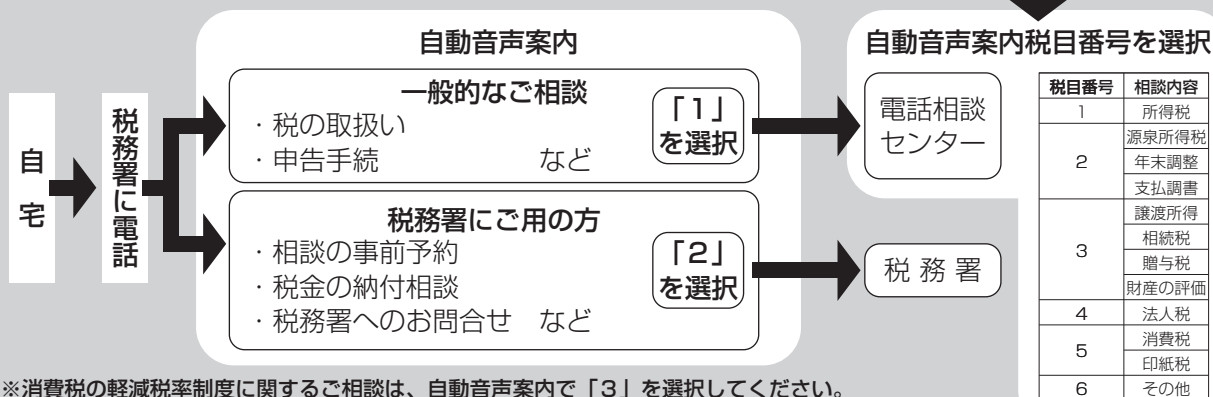 自宅
税務署に電話
自動音声案内
一般的なご相談
・税の取扱い
・申告手続　　　　　　など
「1」
を選択
税務署にご用の方
・相談の事前予約
・税金の納付相談
・税務署へのお問合せ　など
「2」
を選択
電話相談
センター
税 務 署
自動音声案内税目番号を選択
税目番号 相談内容
1 所得税
2 源泉所得税
年末調整
支払調書
3 譲渡所得
相続税
贈与税
財産の評価
4 法人税
5 消費税
印紙税
6 その他
※消費税の軽減税率制度に関するご相談は、自動音声案内で「3」を選択してください。